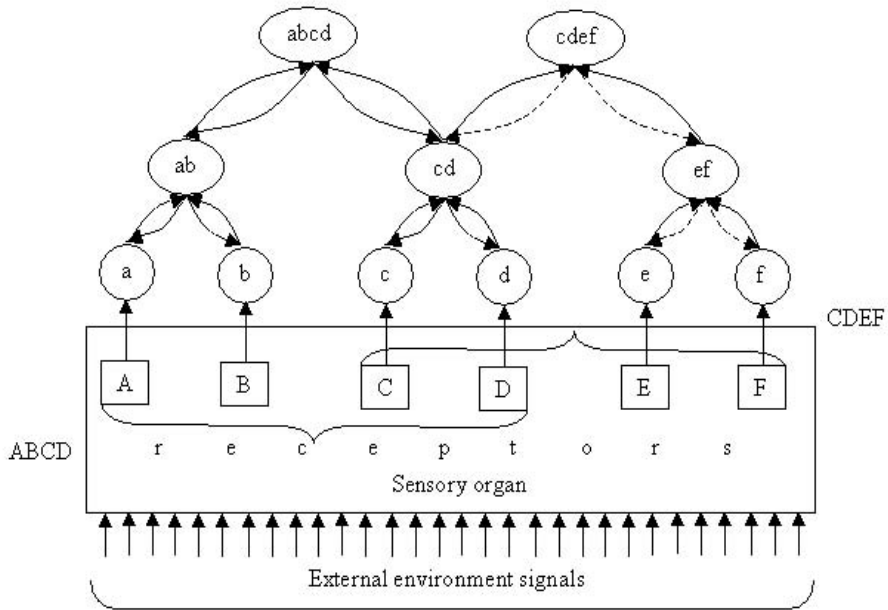 abcd cdef
ab cd ef
a b c d e f
CDEF
A B C D E F
ABCD r e c e p t o r s
Sensory organ
External environment signals